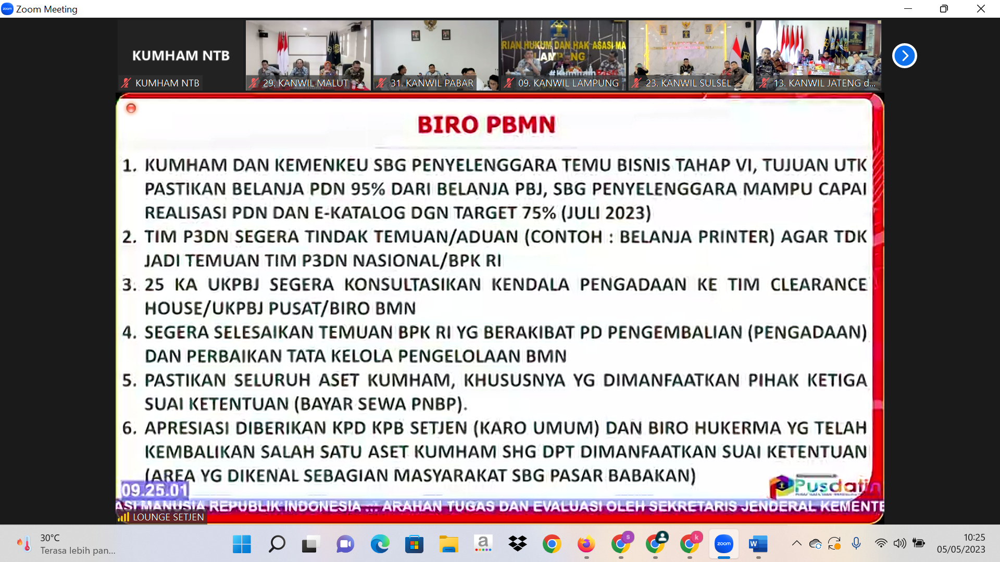 Zoom Meeting
KUMHAM NTB
KUMHAM NTB
29. KANWIL MALUT
31. KANWIL PABAR
RIAN HUKUM DAN HAK ASASI MA
LAMPUNG
09. KANWIL LAMPUNG
23. KANWIL SULSEL
13. KANWIL JATENG d...
BIRO PBMN
1. KUMHAM DAN KEMENKEU SBG PENYELENGGARA TEMU BISNIS TAHAP VI, TUJUAN UTK
PASTIKAN BELANJA PDN 95% DARI BELANJA PBJ, SBG PENYELENGGARA MAMPU CAPAI
REALISASI PDN DAN E-KATALOG DGN TARGET 75% (JULI 2023)
2. TIM P3DN SEGERA TINDAK TEMUAN/ADUAN (CONTOH : BELANJA PRINTER) AGAR TDK
JADI TEMUAN TIM P3DN NASIONAL/BPK RI
3. 25 KA UKPBJ SEGERA KONSULTASIKAN KENDALA PENGADAAN KE TIM CLEARANCE
HOUSE/UKPBJ PUSAT/BIRO BMN
4. SEGERA SELESAIKAN TEMUAN BPK RI YG BERAKIBAT PD PENGEMBALIAN (PENGADAAN)
DAN PERBAIKAN TATA KELOLA PENGELOLAAN BMN
5. PASTIKAN SELURUH ASET KUMHAM, KHUSUSNYA YG DIMANFAATKAN PIHAK KETIGA
SUAI KETENTUAN (BAYAR SEWA PNBP).
6. APRESIASI DIBERIKAN KPD KPB SETJEN (KARO UMUM) DAN BIRO HUKERMA YG TELAH
KEMBALIKAN SALAH SATU ASET KUMHAM SHG DPT DIMANFAATKAN SUAI KETENTUAN
(AREA YG DIKENAL SEBAGIAN MASYARAKAT SBG PASAR BABAKAN)
09.25.01
Pusdatin
ASI MANUSIA REPUBLIK INDONESIA ::: ARAHAN TUGAS DAN EVALUASI OLEH SEKRETARIS JENDERAL KEMENTE
LOUNGE SETJEN
30°C
Terasa lebih pan...
zoom
10:25
05/05/2023